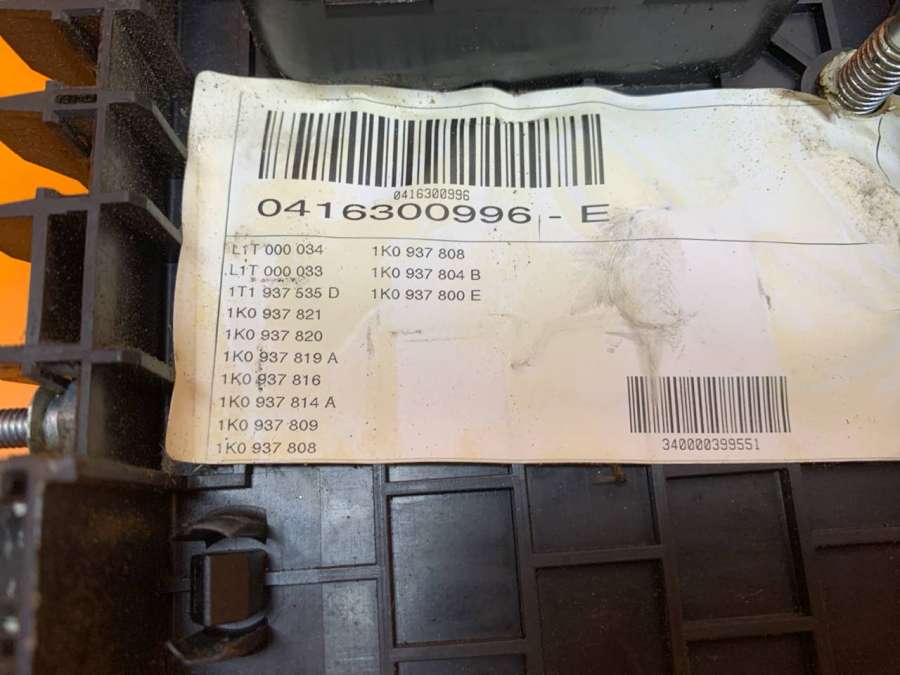 0416300996
0416300996 - E
L1T 000 034
L1T 000 033
1T1 937 535 D
1K0 937 821
1K0 937 820
1K0 937 819 A
1K0 937 816
1K0 937 814 A
1K0 937 809
1K0 937 808
1K0 937 808
1K0 937 804 B
1K0 937 800 E
340000399551